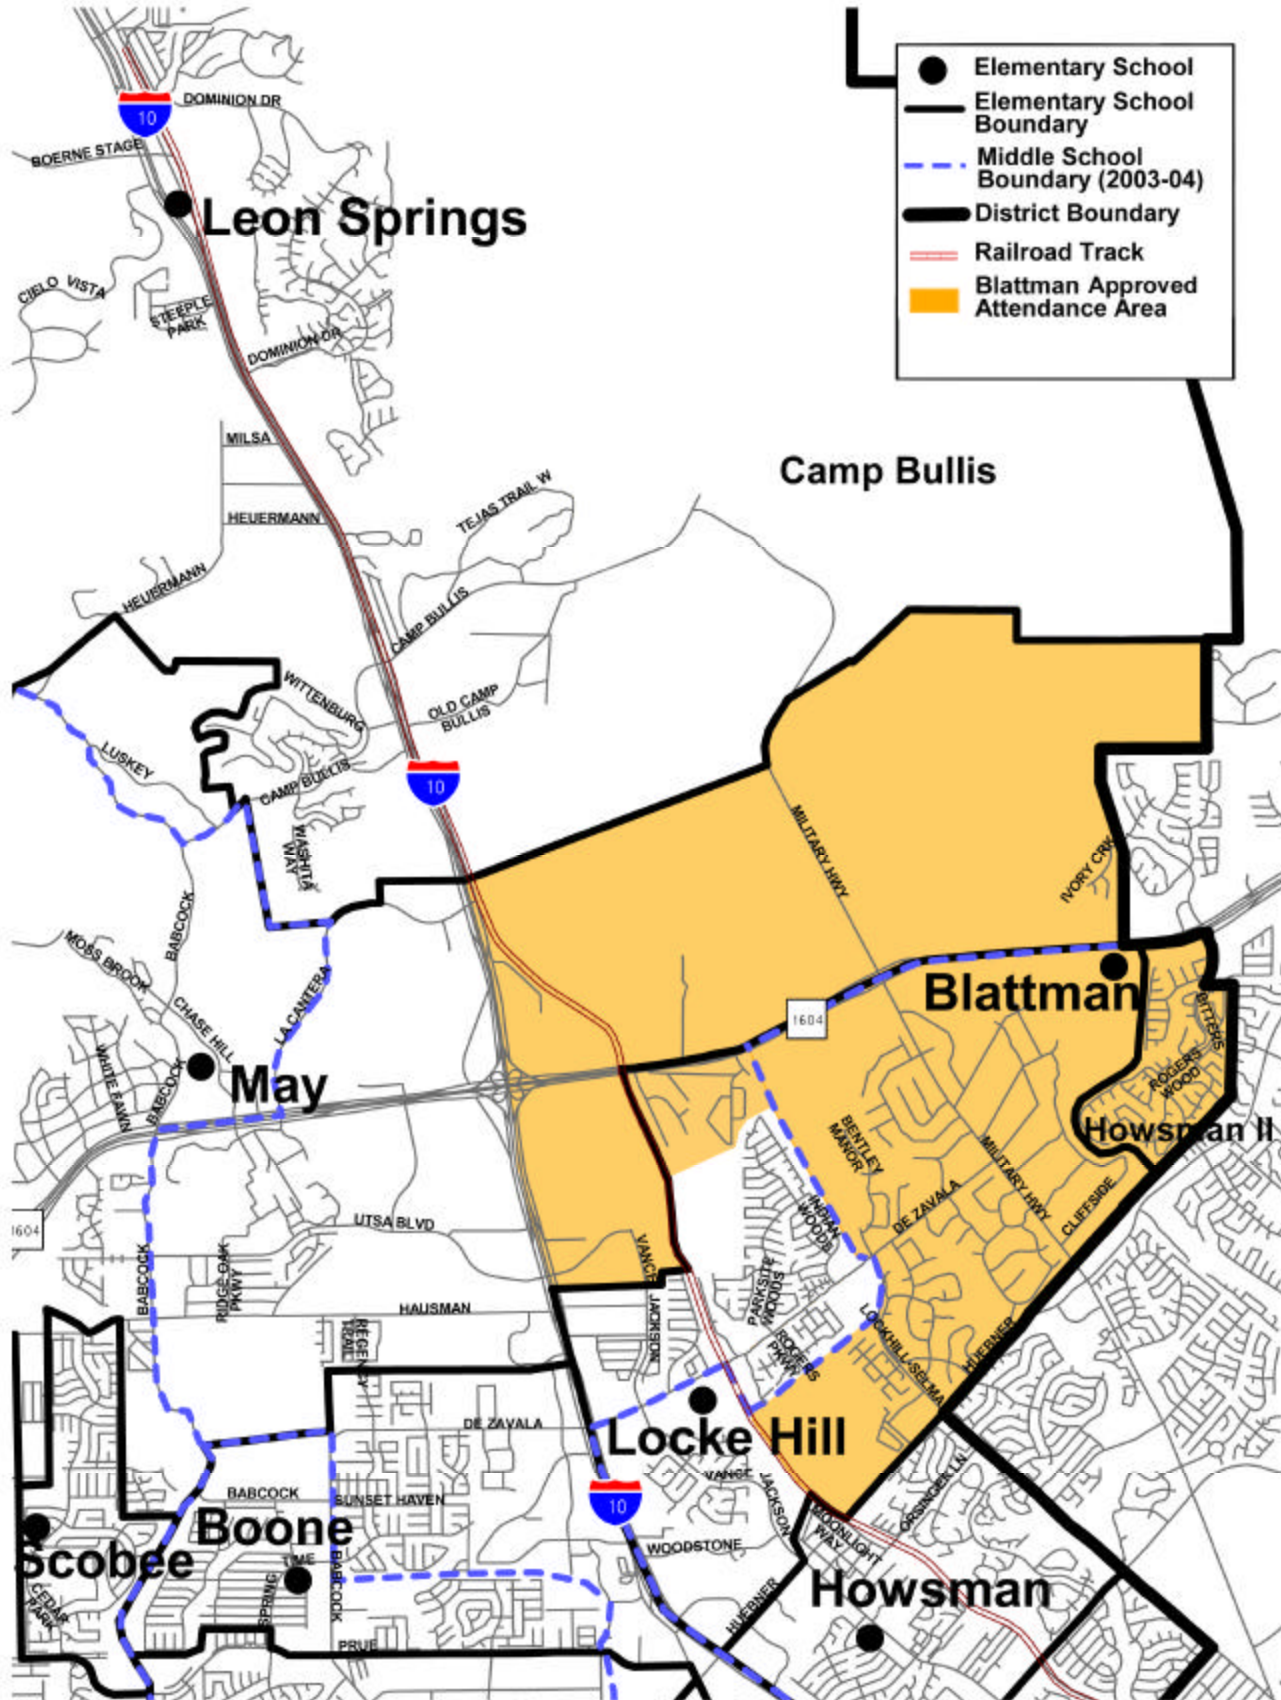 Elementary School
Elementary School
Boundary
Middle School
Boundary (2003-04)
District Boundary
Railroad Track
Blattman Approved
Attendance Area
DOMINION DR
10
BOERNE STAGE
Leon Springs
CIELO VISTA
STEEPLE
PARK
DOMINION DR
MILSA
Camp Bullis
TEJAS TRAIL W
HEUERMANN
HEUERMANN
CAMP BULLIS
WITTENBURG
OLD CAMP
BULLIS
LUSKEY
CAMP BULLIS
10
WASHITA
WAY
MILITARY HWY
IVORY CRK
BABCOCK
MOSS BROOK
CHASE HILL
LA CANTERA
Blattman
1604
BITTERS
WHITE FAWN
BABCOCK
May
ROGERS
WOOD
Howsman II
BENTLEY
MANOR
MILITARY HWY
DE ZAVALA
CLIFFSIDE
INDIAN
WOODS
1604
UTSA BLVD
VANCE
BABCOCK
RIDGE OAK
PKWY
PARKSITE
WOODS
HAUSMAN
JACKSON
REGENCY
TRAIL
ROGERS
PKWY
LOCKHILL-SELMA
HUEBNER
DE ZAVALA
Locke Hill
VANCE
JACKSON
ORSINGER LN
BABCOCK
SUNSET HAVEN
10
Boone
MOONLIGHT
WAY
WOODSTONE
Scobee
TIME
SPRING
BABCOCK
CEDAR
PARK
HUEBNER
Howsman
PRUE